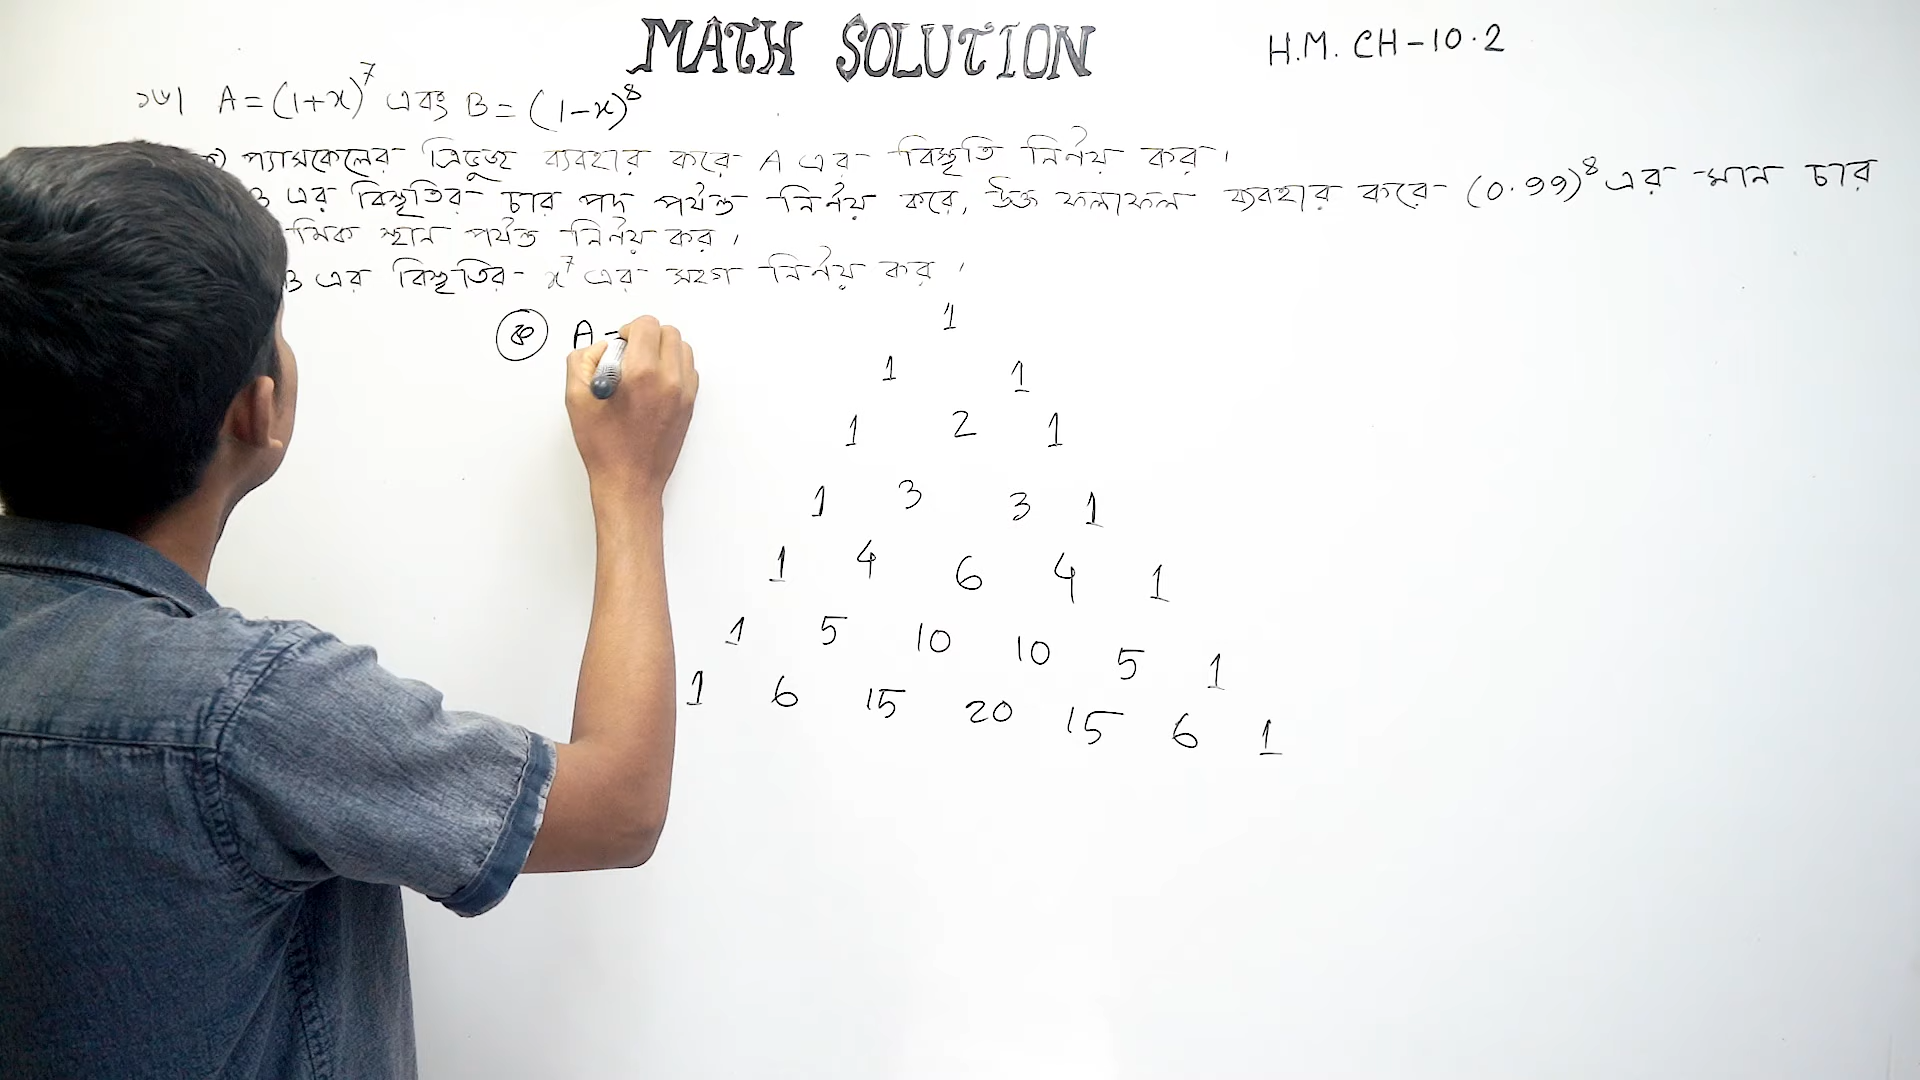 MATH SOLUTION
H.M. CH-10.2
১৮। A = (1+x)^7 এবং B = (1-x)^8
ক) প্যাসকেলের ত্রিভুজ ব্যবহার করে A এর বিস্তৃতি নির্ণয় কর।
B এর বিস্তৃতির চার পদ পর্যন্ত নির্ণয় করে, উক্ত ফলাফল ব্যবহার করে (0.99)^8 এর মান চার
মিক স্থান পর্যন্ত নির্ণয় কর।
B এর বিস্তৃতির x^7 এর সহগ নির্ণয় কর।
ক A =
1
1 1
1 2 1
1 3 3 1
1 4 6 4 1
1 5 10 10 5 1
1 6 15 20 15 6 1